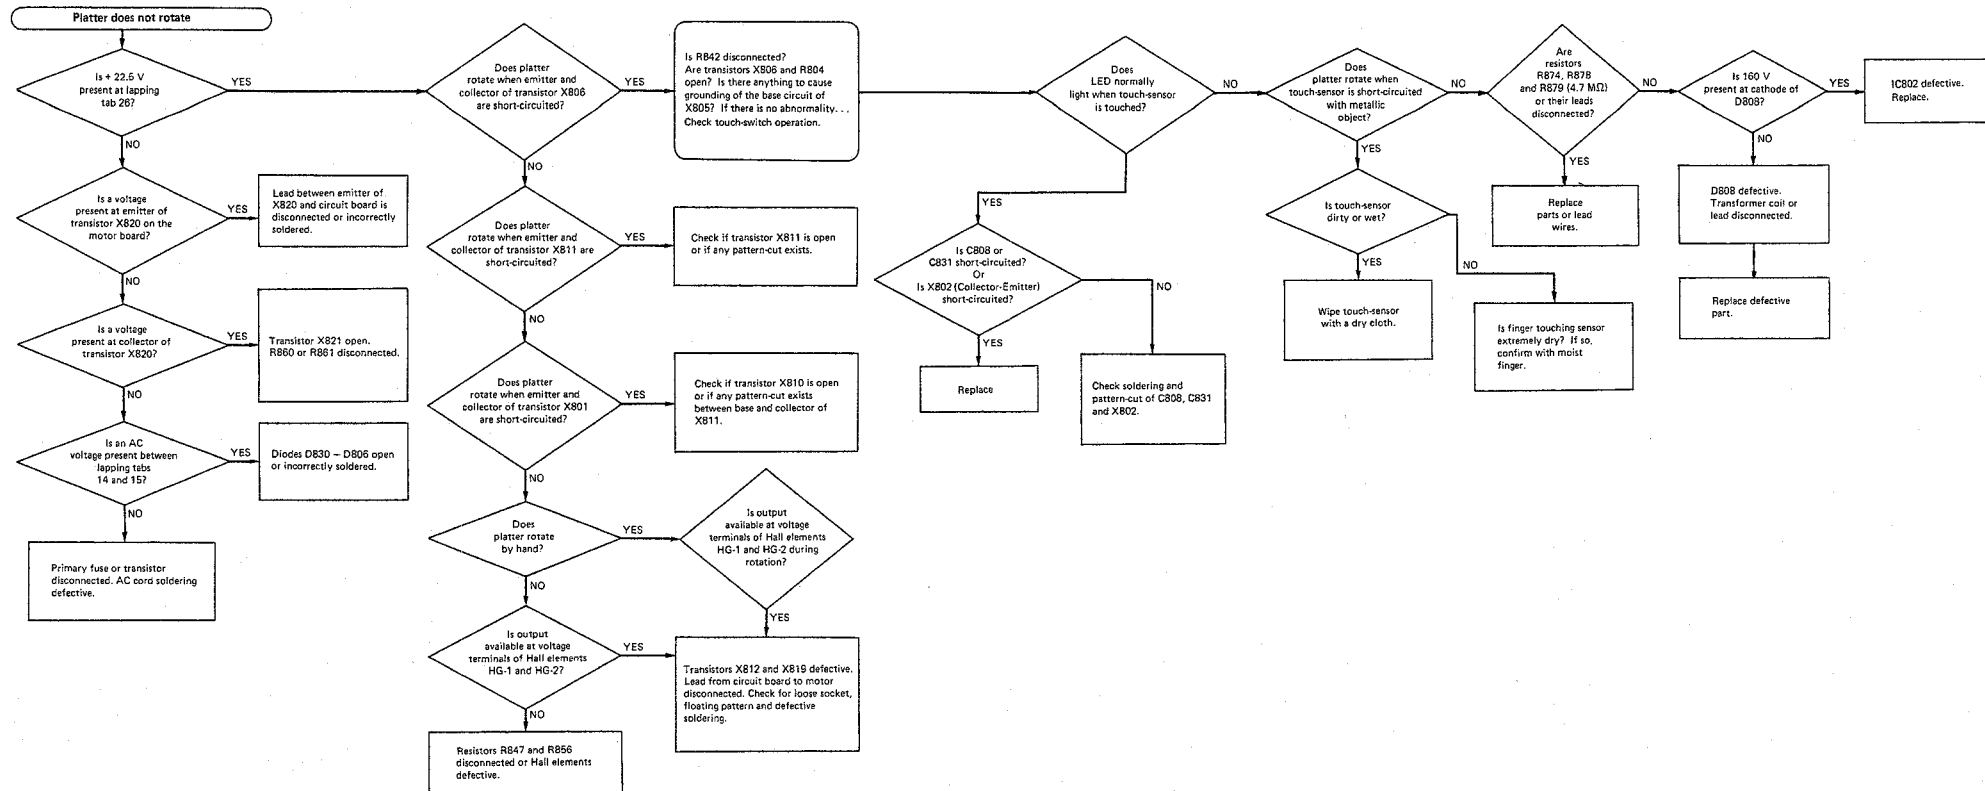 Platter does not rotate
Is + 22.5 V
present at lapping
tab 26?
YES
NO
Is a voltage
present at emitter of
transistor X820 on the
motor board?
YES
Lead between emitter of
X820 and circuit board is
disconnected or incorrectly
soldered.
NO
Is a voltage
present at collector of
transistor X820?
YES
Transistor X821 open.
R860 or R861 disconnected.
NO
Is an AC
voltage present between
lapping tabs
14 and 15?
YES
Diodes D830 – D806 open
or incorrectly soldered.
NO
Primary fuse or transistor
disconnected. AC cord soldering
defective.
Does platter
rotate when emitter and
collector of transistor X806
are short-circuited?
YES
Is R842 disconnected?
Are transistors X806 and R804
open? Is there anything to cause
grounding of the base circuit of
X805? If there is no abnormality. . .
Check touch-switch operation.
NO
Does platter
rotate when emitter and
collector of transistor X811 are
short-circuited?
YES
Check if transistor X811 is open
or if any pattern-cut exists.
NO
Does platter
rotate when emitter and
collector of transistor X801
are short-circuited?
YES
Check if transistor X810 is open
or if any pattern-cut exists
between base and collector of
X811.
NO
Does
platter rotate
by hand?
YES
Is output
available at voltage
terminals of Hall elements
HG-1 and HG-2 during
rotation?
YES
NO
Is output
available at voltage
terminals of Hall elements
HG-1 and HG-2?
YES
Transistors X812 and X819 defective.
Lead from circuit board to motor
disconnected. Check for loose socket,
floating pattern and defective
soldering.
NO
Resistors R847 and R856
disconnected or Hall elements
defective.
Does
LED normally
light when touch-sensor
is touched?
NO
YES
Is C808 or
C831 short-circuited?
Or
Is X802 (Collector-Emitter)
short-circuited?
NO
YES
Replace
Check soldering and
pattern-cut of C808, C831
and X802.
Does
platter rotate when
touch-sensor is short-circuited
with metallic
object?
NO
YES
Is touch-sensor
dirty or wet?
NO
YES
Wipe touch-sensor
with a dry cloth.
Is finger touching sensor
extremely dry? If so,
confirm with moist
finger.
Are
resistors
R874, R878
and R879 (4.7 MΩ)
or their leads
disconnected?
NO
YES
Replace
parts or lead
wires.
Is 160 V
present at cathode of
D808?
YES
IC802 defective.
Replace.
NO
D808 defective.
Transformer coil or
lead disconnected.
Replace defective
part.